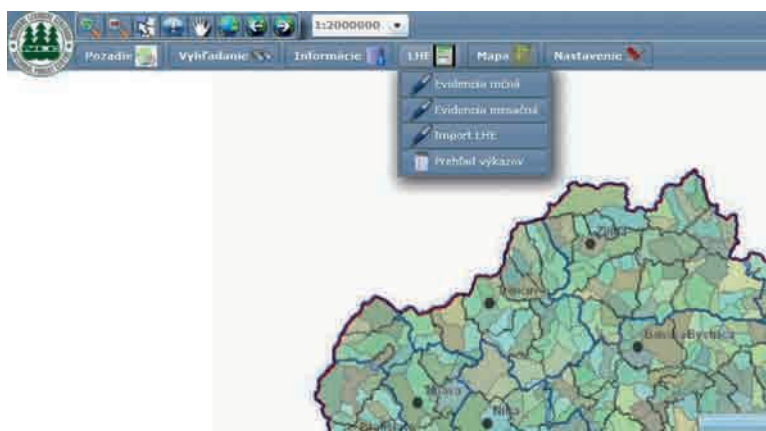 1:2000000
Pozadie Vyhľadanie Informácie LHE Mapa Nastavenie
Evidencia ročná
Evidencia mesačná
Import LHE
Prehľad výkazov
Žilina
Trenčín
Banská Bystrica
Trnava
Nitra